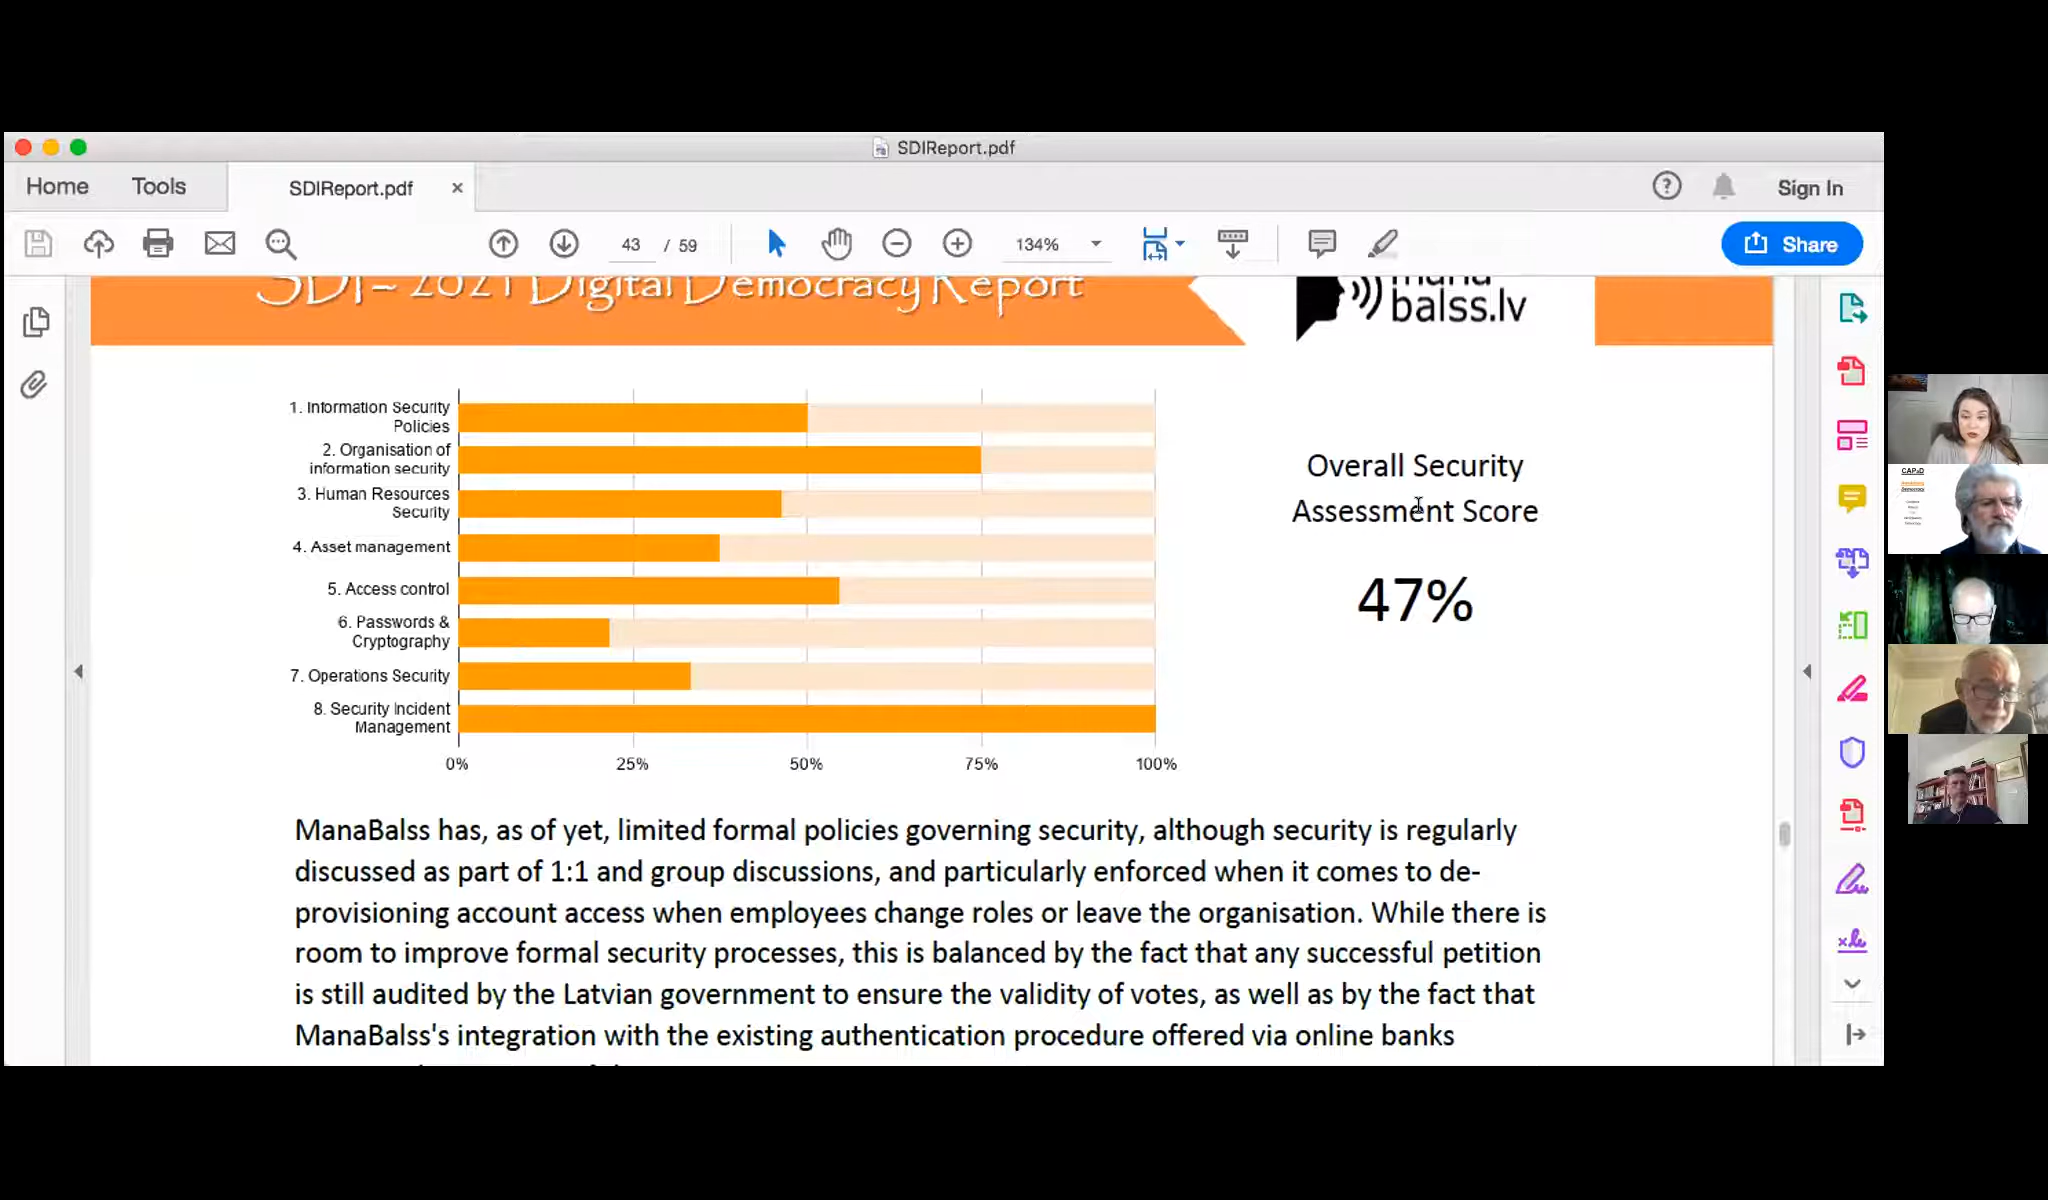 SDIReport.pdf
Home
Tools
SDIReport.pdf
Sign In
43 / 59
134%
Share
SDI ~ 2021 Digital Democracy Report
mana
balss.lv
1. Information Security
Policies
2. Organisation of
information security
3. Human Resources
Security
4. Asset management
5. Access control
6. Passwords &
Cryptography
7. Operations Security
8. Security Incident
Management
0%
25%
50%
75%
100%
Overall Security
Assessment Score
47%
ManaBalss has, as of yet, limited formal policies governing security, although security is regularly
discussed as part of 1:1 and group discussions, and particularly enforced when it comes to de-
provisioning account access when employees change roles or leave the organisation. While there is
room to improve formal security processes, this is balanced by the fact that any successful petition
is still audited by the Latvian government to ensure the validity of votes, as well as by the fact that
ManaBalss's integration with the existing authentication procedure offered via online banks
Democracy